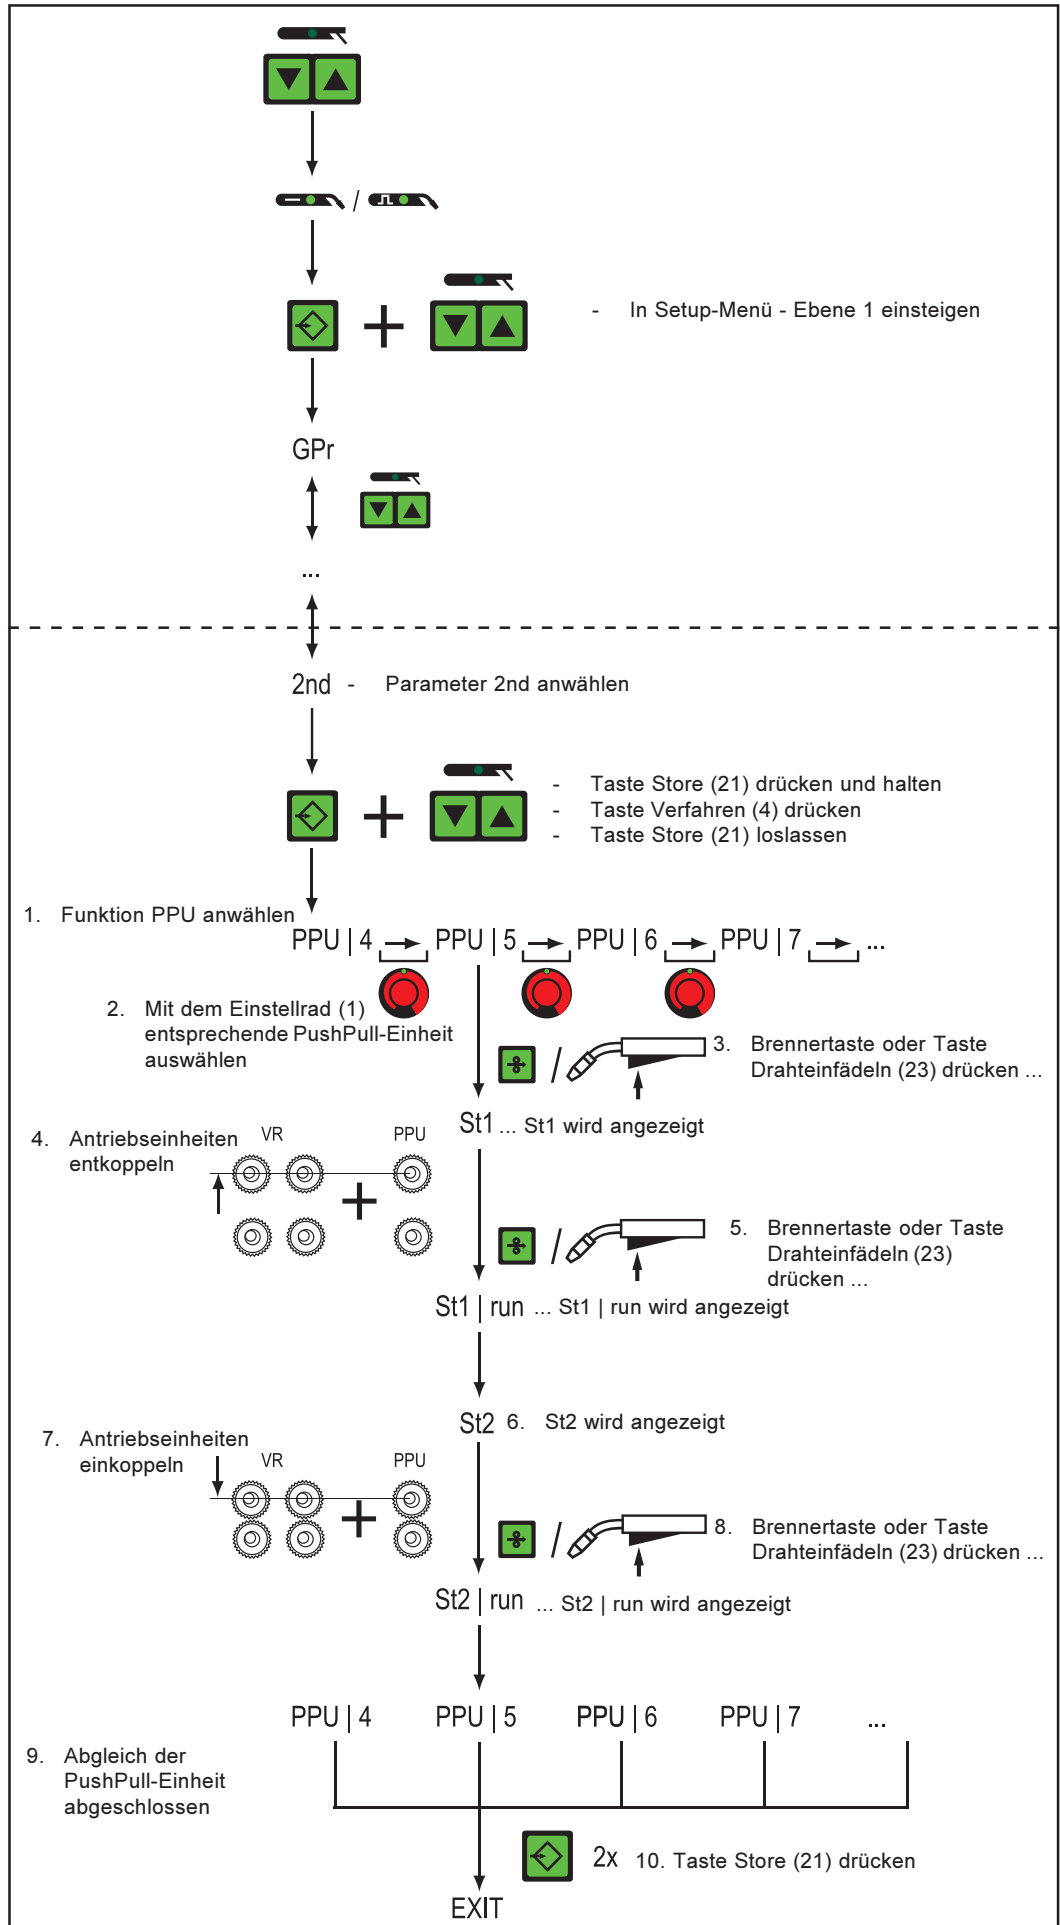 /
- In Setup-Menü - Ebene 1 einsteigen
GPr
...
2nd - Parameter 2nd anwählen
- Taste Store (21) drücken und halten
- Taste Verfahren (4) drücken
- Taste Store (21) loslassen
1. Funktion PPU anwählen
PPU | 4 PPU | 5 PPU | 6 PPU | 7 ...
2. Mit dem Einstellrad (1)
entsprechende PushPull-Einheit
auswählen
/
3. Brennertaste oder Taste
Drahteinfädeln (23) drücken ...
St1 ... St1 wird angezeigt
4. Antriebseinheiten
entkoppeln
VR PPU
/
5. Brennertaste oder Taste
Drahteinfädeln (23)
drücken ...
St1 | run ... St1 | run wird angezeigt
St2 6. St2 wird angezeigt
7. Antriebseinheiten
einkoppeln
VR PPU
/
8. Brennertaste oder Taste
Drahteinfädeln (23) drücken ...
St2 | run ... St2 | run wird angezeigt
PPU | 4 PPU | 5 PPU | 6 PPU | 7 ...
9. Abgleich der
PushPull-Einheit
abgeschlossen
2x 10. Taste Store (21) drücken
EXIT